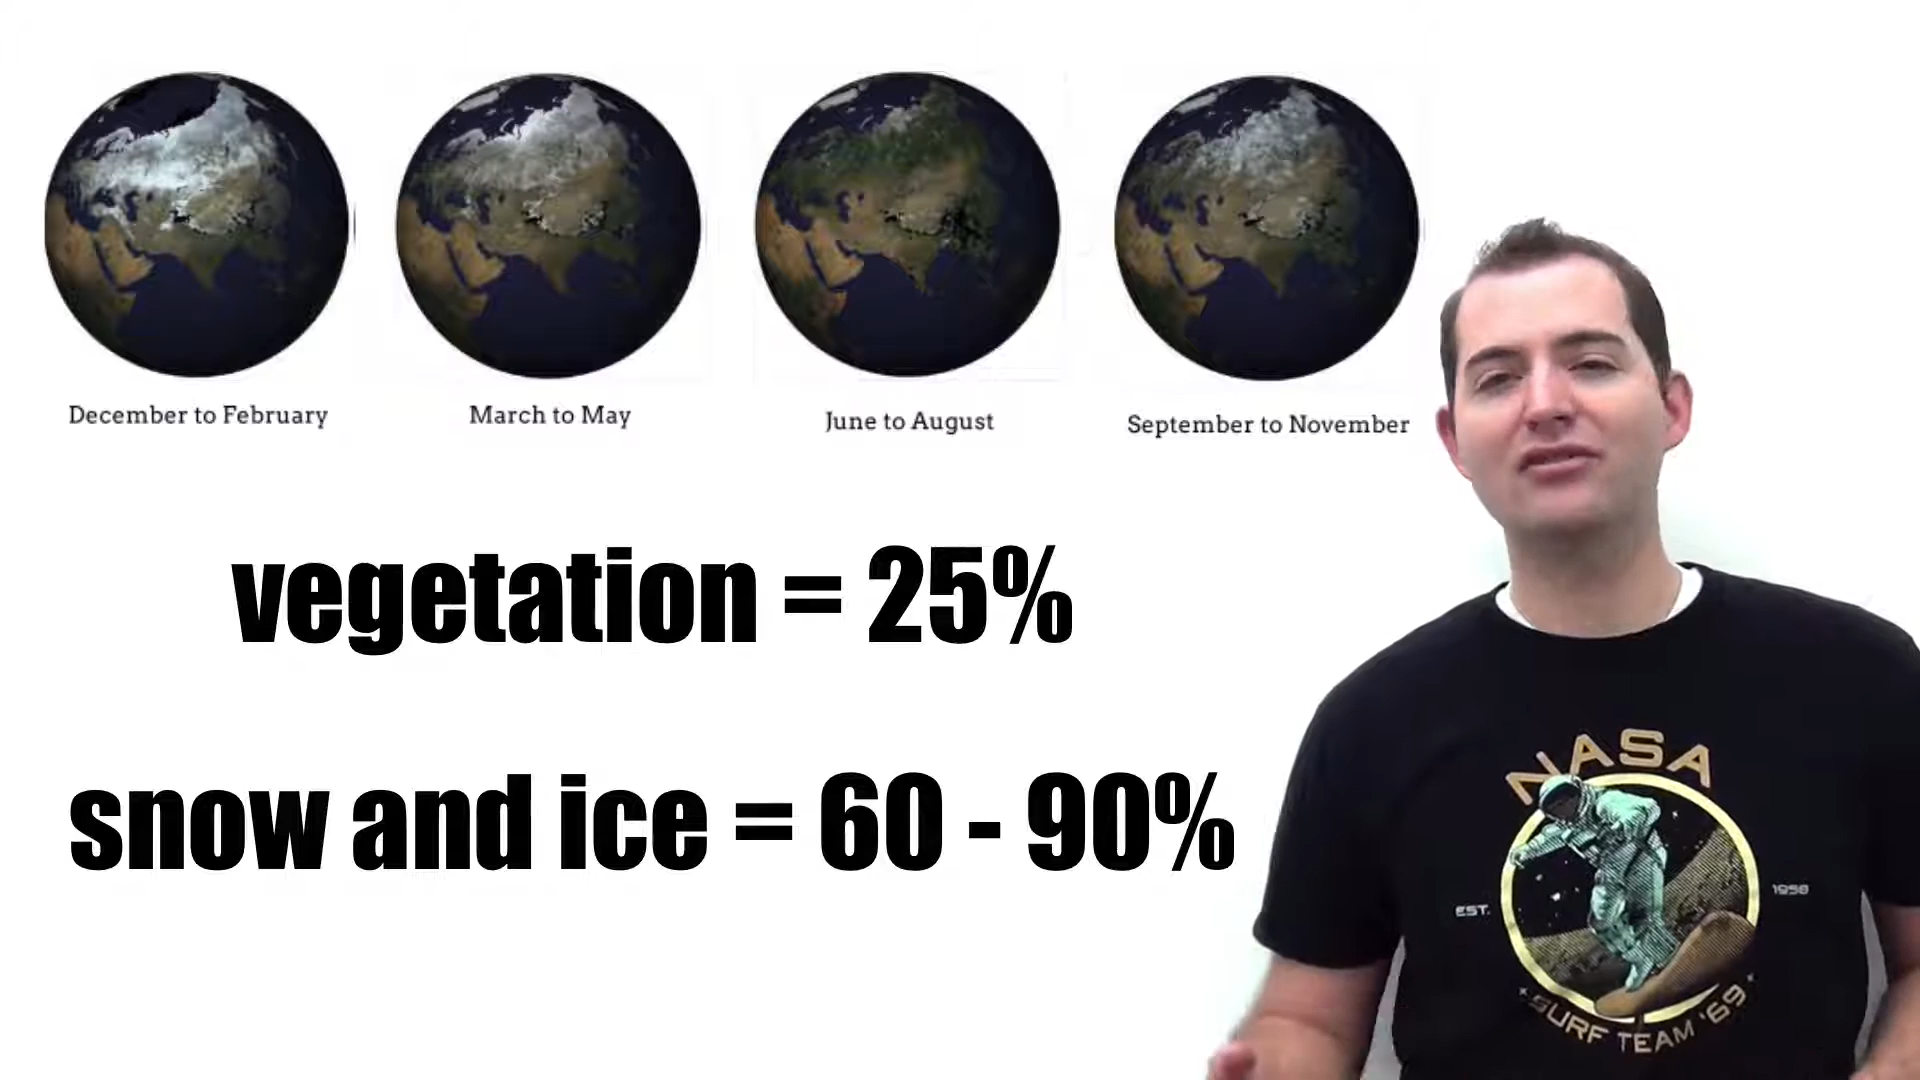 December to February
March to May
June to August
September to November
vegetation = 25%
snow and ice = 60 - 90%
NASA
EST.
1958
SURF TEAM '69